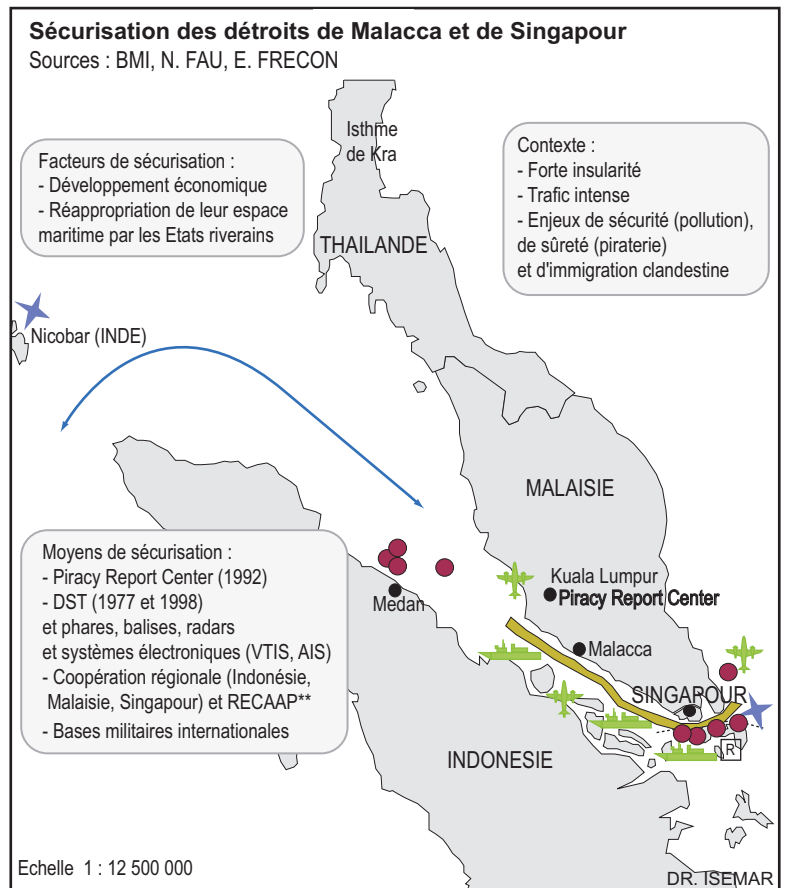 Sécurisation des détroits de Malacca et de Singapour
Sources : BMI, N. FAU, E. FRECON
Isthme
de Kra
Facteurs de sécurisation :
- Développement économique
- Réappropriation de leur espace
maritime par les Etats riverains
Contexte :
- Forte insularité
- Trafic intense
- Enjeux de sécurité (pollution),
de sûreté (piraterie)
et d'immigration clandestine
THAILANDE
Nicobar (INDE)
MALAISIE
Moyens de sécurisation :
- Piracy Report Center (1992)
- DST (1977 et 1998)
et phares, balises, radars
et systèmes électroniques (VTIS, AIS)
- Coopération régionale (Indonésie,
Malaisie, Singapour) et RECAAP**
- Bases militaires internationales
Medan
Kuala Lumpur
Piracy Report Center
Malacca
SINGAPOUR
R
INDONESIE
Echelle 1 : 12 500 000
DR. ISEMAR